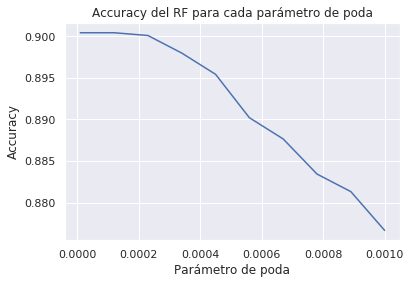 Accuracy del RF para cada parámetro de poda
0.900
0.895
0.890
0.885
0.880
Accuracy
0.0000 0.0002 0.0004 0.0006 0.0008 0.0010
Parámetro de poda